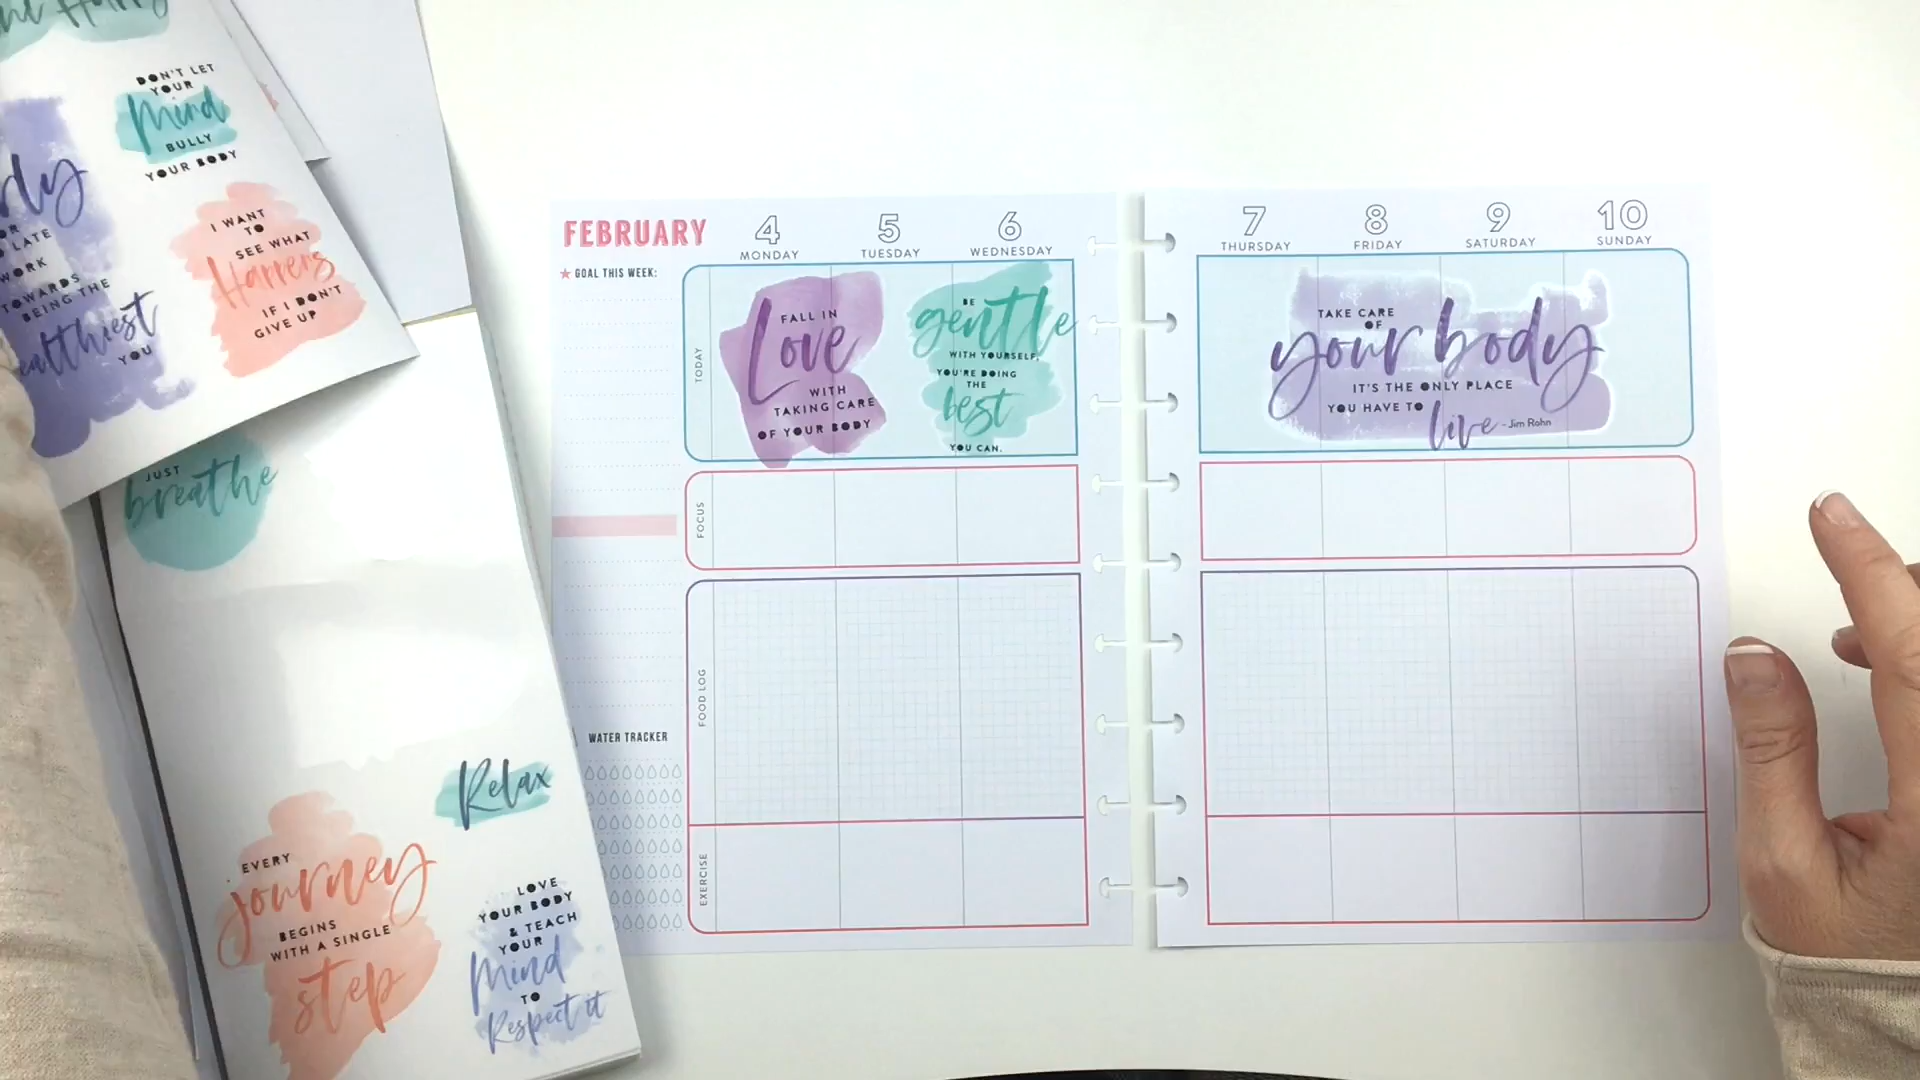 DON'T LET
YOUR
Mind
BULLY
YOUR BODY
I WANT
TO
SEE WHAT
Happens
IF I DON'T
GIVE UP
LATE
WORK
TOWARDS
BEING THE
YOU
JUST
breathe
Relax
EVERY
journey
BEGINS
WITH A SINGLE
step
LOVE
YOUR BODY
& TEACH
YOUR
Mind
TO
Respect it
FEBRUARY
4
MONDAY
5
TUESDAY
6
WEDNESDAY
GOAL THIS WEEK:
TODAY
FALL IN
Love
WITH
TAKING CARE
OF YOUR BODY
BE
gentle
WITH YOURSELF,
YOU'RE DOING
THE
best
YOU CAN.
FOCUS
FOOD LOG
WATER TRACKER
EXERCISE
7
THURSDAY
8
FRIDAY
9
SATURDAY
10
SUNDAY
TAKE CARE
OF
your body
IT'S THE ONLY PLACE
YOU HAVE TO
live - Jim Rohn